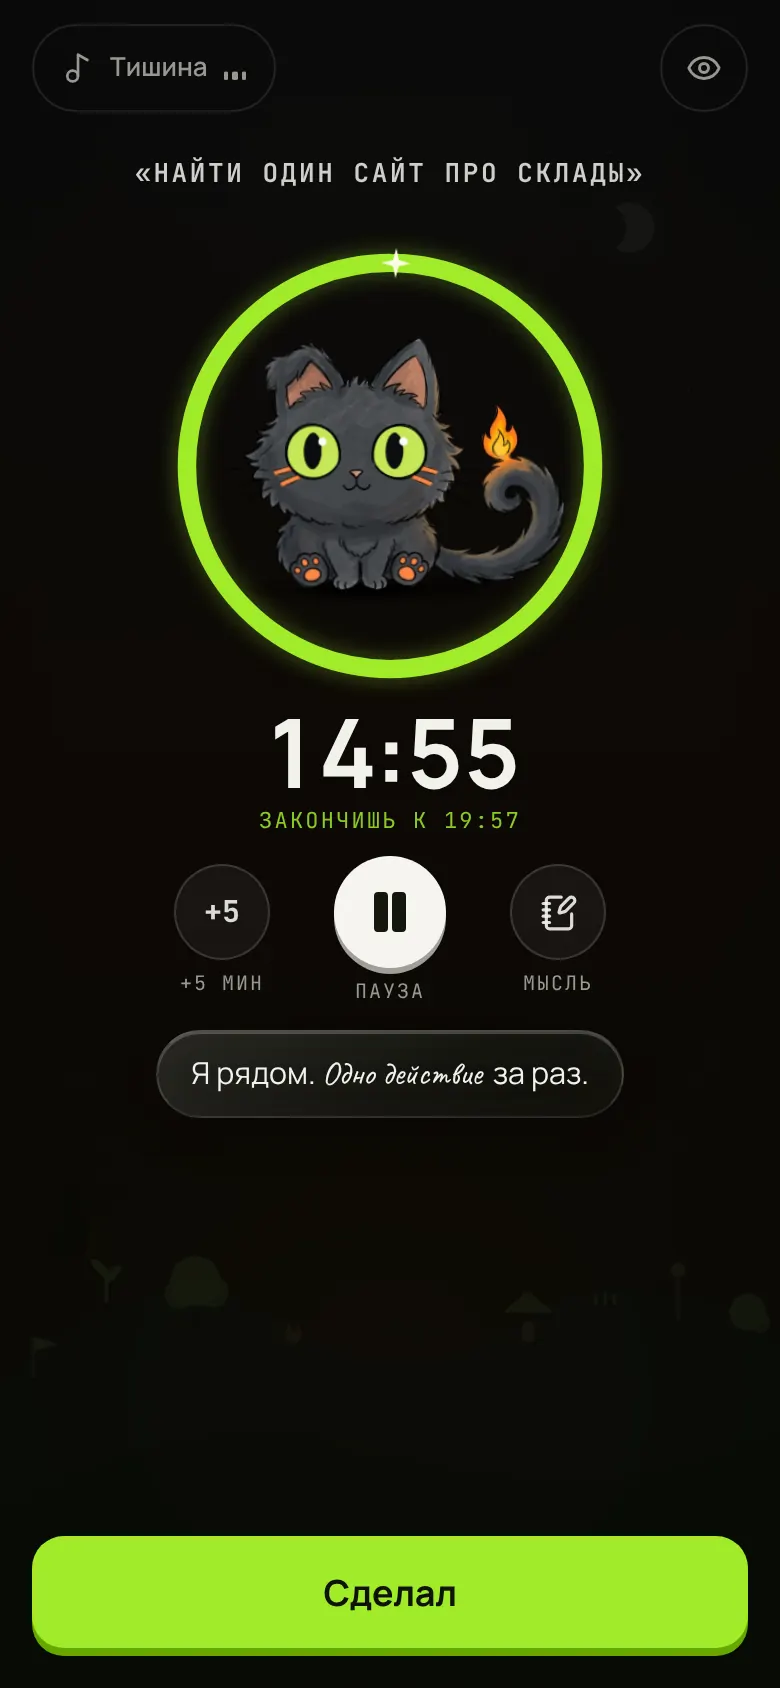 Тишина
«НАЙТИ ОДИН САЙТ ПРО СКЛАДЫ»
14:55
ЗАКОНЧИШЬ К 19:57
+5
+5 МИН
ПАУЗА
МЫСЛЬ
Я рядом. Одно действие за раз.
Сделал